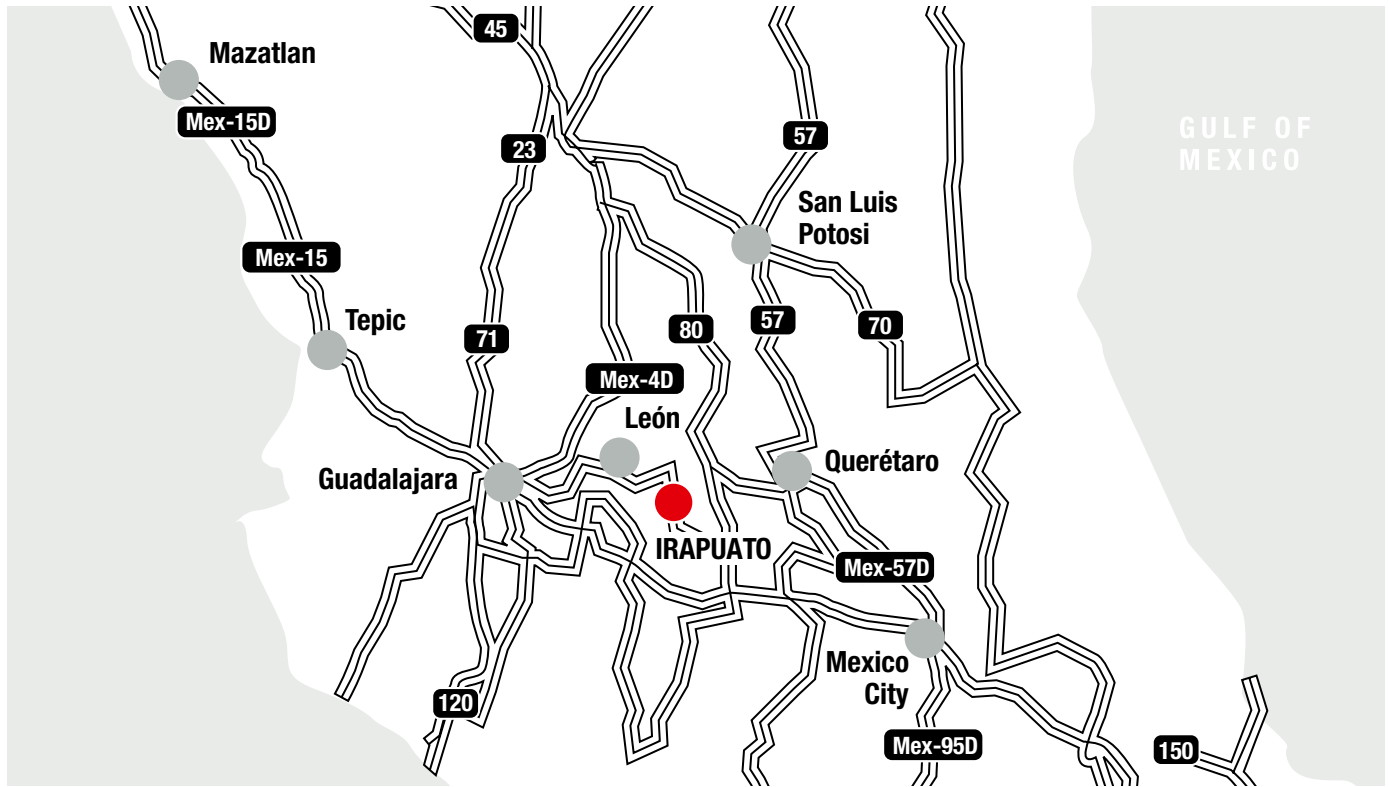 45
Mazatlan
Mex-15D
GULF OF
MEXICO
57
23
San Luis
Potosi
Mex-15
Tepic
57
70
80
71
Mex-4D
León
Querétaro
Guadalajara
IRAPUATO
Mex-57D
Mexico
City
120
Mex-95D
150